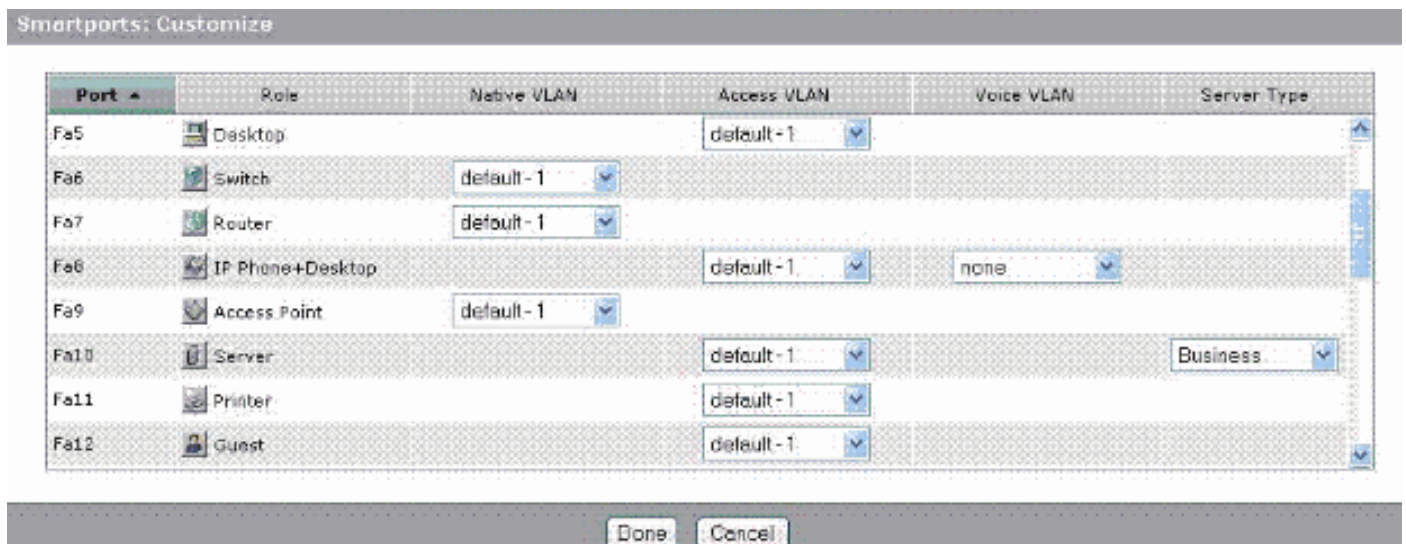 Smartports: Customize
Port Role Native VLAN Access VLAN Voice VLAN Server Type
Fa5 Desktop default-1
Fa6 Switch default-1
Fa7 Router default-1
Fa8 IP Phone+Desktop default-1 none
Fa9 Access Point default-1
Fa10 Server default-1 Business
Fa11 Printer default-1
Fa12 Guest default-1
Done Cancel